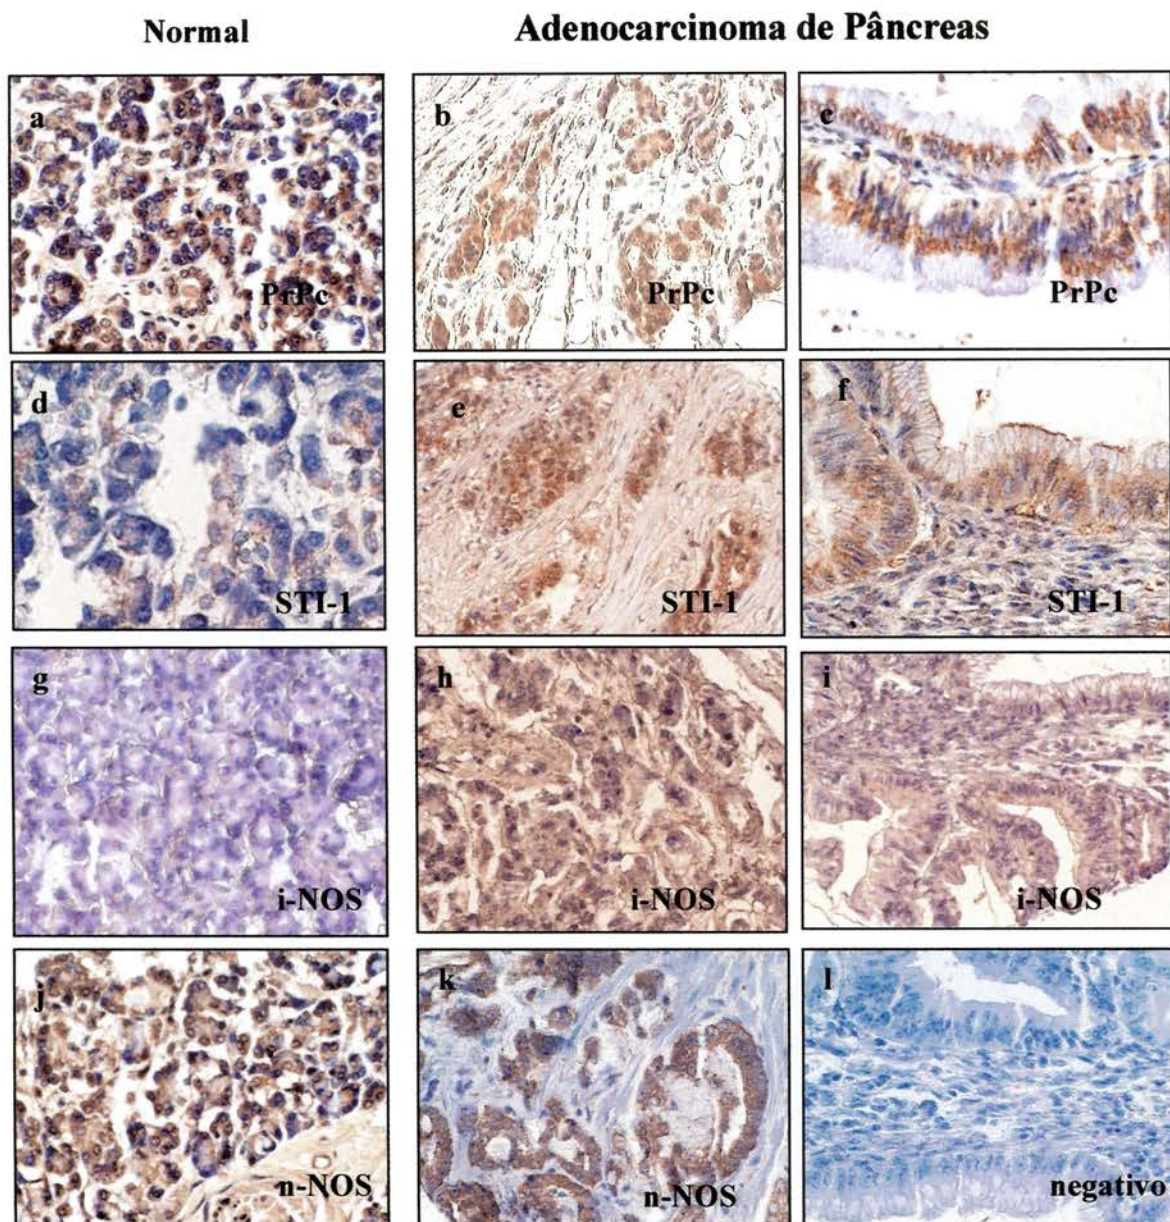 Normal
Adenocarcinoma de Pâncreas
a
PrPc
b
PrPc
c
PrPc
d
STI-1
e
STI-1
f
STI-1
g
i-NOS
h
i-NOS
i
i-NOS
j
n-NOS
k
n-NOS
l
negativo